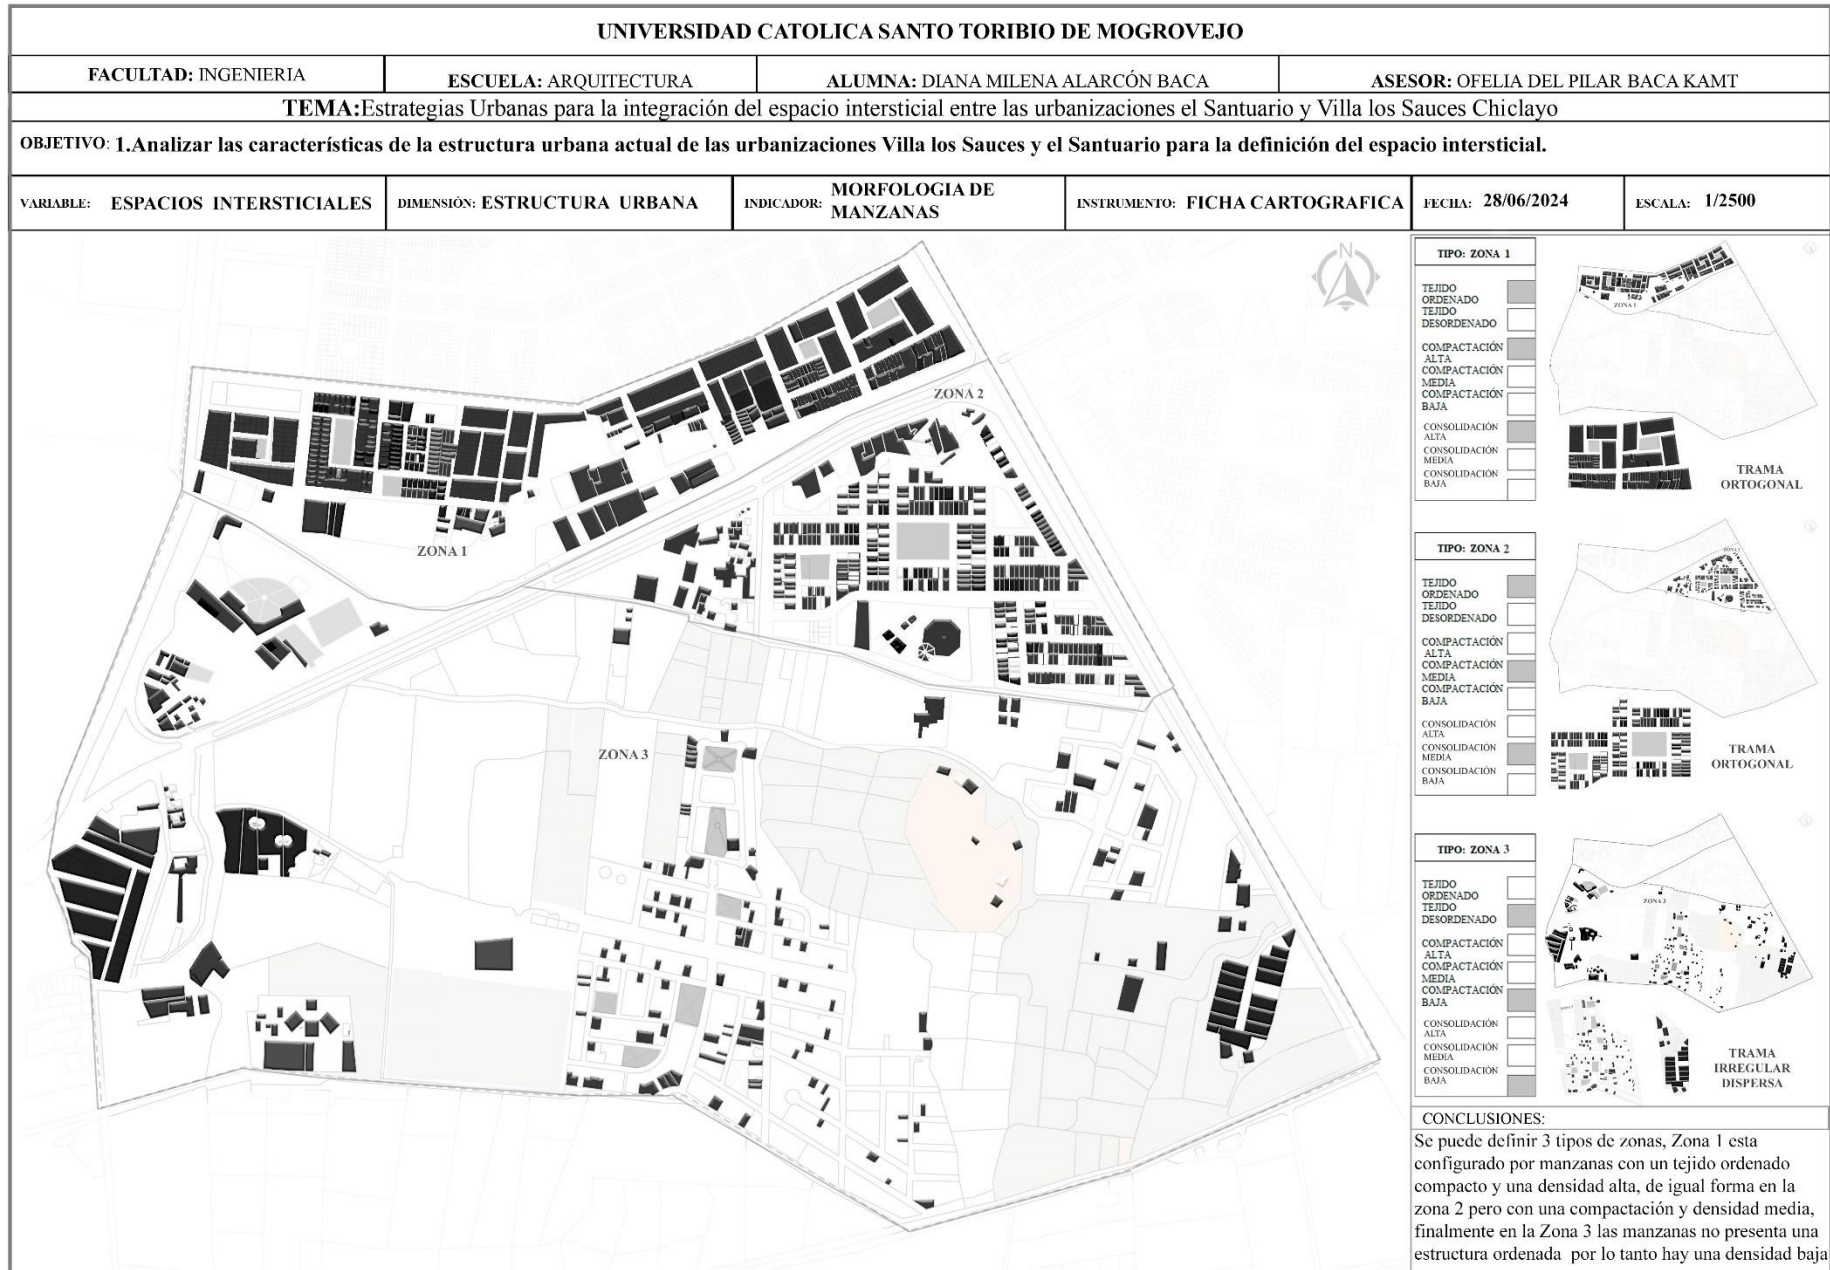 UNIVERSIDAD CATOLICA SANTO TORIBIO DE MOGROVEJO
FACULTAD: INGENIERIA
ESCUELA: ARQUITECTURA
ALUMNA: DIANA MILENA ALARCÓN BACA
ASESOR: OFELIA DEL PILAR BACA KAMT
TEMA:Estrategias Urbanas para la integración del espacio intersticial entre las urbanizaciones el Santuario y Villa los Sauces Chiclayo
OBJETIVO: 1.Analizar las características de la estructura urbana actual de las urbanizaciones Villa los Sauces y el Santuario para la definición del espacio intersticial.
VARIABLE: ESPACIOS INTERSTICIALES
DIMENSIÓN: ESTRUCTURA URBANA
INDICADOR: MORFOLOGIA DE
MANZANAS
INSTRUMENTO: FICHA CARTOGRAFICA
FECHA: 28/06/2024
ESCALA: 1/2500
N
ZONA 2
ZONA 1
ZONA 3
TIPO: ZONA 1
TEJIDO
ORDENADO
TEJIDO
DESORDENADO
COMPACTACIÓN
ALTA
COMPACTACIÓN
MEDIA
COMPACTACIÓN
BAJA
CONSOLIDACIÓN
ALTA
CONSOLIDACIÓN
MEDIA
CONSOLIDACIÓN
BAJA
ZONA 1
TRAMA
ORTOGONAL
TIPO: ZONA 2
TEJIDO
ORDENADO
TEJIDO
DESORDENADO
COMPACTACIÓN
ALTA
COMPACTACIÓN
MEDIA
COMPACTACIÓN
BAJA
CONSOLIDACIÓN
ALTA
CONSOLIDACIÓN
MEDIA
CONSOLIDACIÓN
BAJA
ZONA 2
TRAMA
ORTOGONAL
TIPO: ZONA 3
TEJIDO
ORDENADO
TEJIDO
DESORDENADO
COMPACTACIÓN
ALTA
COMPACTACIÓN
MEDIA
COMPACTACIÓN
BAJA
CONSOLIDACIÓN
ALTA
CONSOLIDACIÓN
MEDIA
CONSOLIDACIÓN
BAJA
ZONA 3
TRAMA
IRREGULAR
DISPERSA
CONCLUSIONES:
Se puede definir 3 tipos de zonas, Zona 1 esta
configurado por manzanas con un tejido ordenado
compacto y una densidad alta, de igual forma en la
zona 2 pero con una compactación y densidad media,
finalmente en la Zona 3 las manzanas no presenta una
estructura ordenada por lo tanto hay una densidad baja